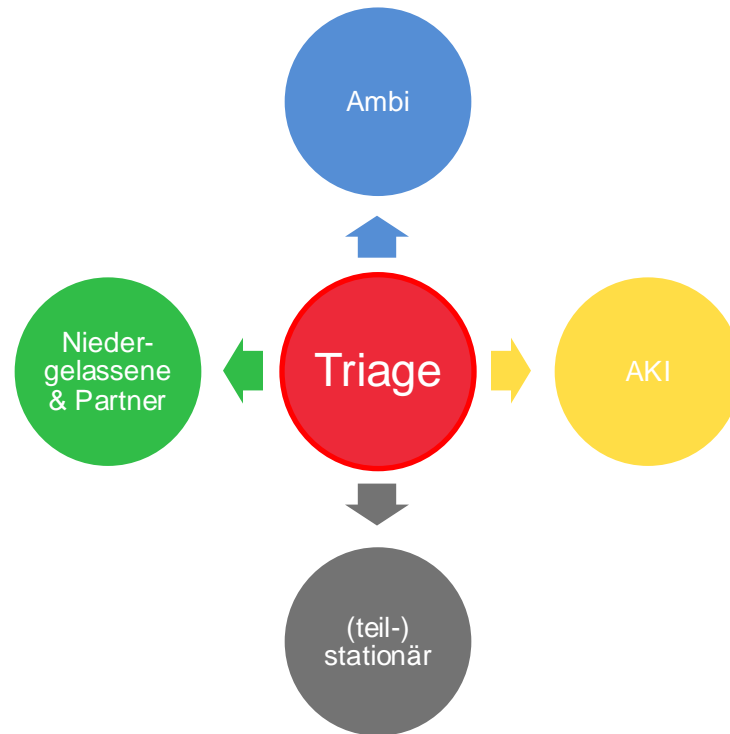 Ambi
Nieder-
gelassene
& Partner
Triage
AKI
(teil-)
stationär